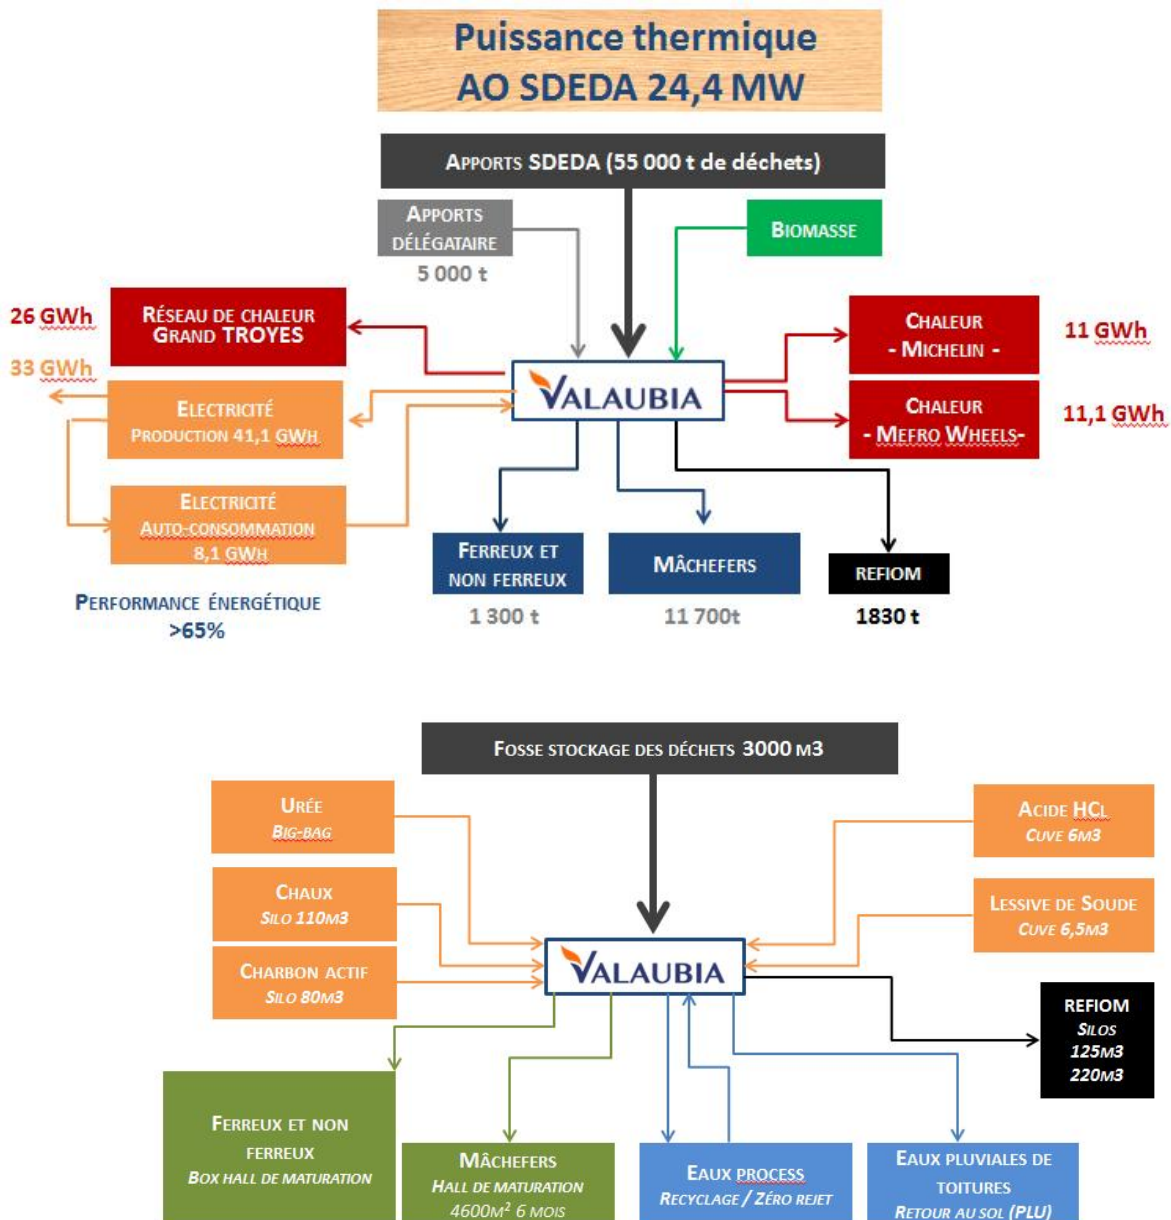 Puissance thermique
AO SDEDA 24,4 MW
APPORTS SDEDA (55 000 t de déchets)
APPORTS
DÉLÉGATAIRE
5 000 t
BIOMASSE
26 GWh
RÉSEAU DE CHALEUR
GRAND TROYES
33 GWh
ELECTRICITÉ
PRODUCTION 41,1 GWH
ELECTRICITÉ
AUTO-CONSOMMATION
8,1 GWH
VALAUBIA
CHALEUR
- MICHELIN -
11 GWh
CHALEUR
- MEFRO WHEELS-
11,1 GWh
FERREUX ET
NON FERREUX
1 300 t
MÂCHEFERS
11 700t
REFIOM
1830 t
PERFORMANCE ÉNERGÉTIQUE
>65%
FOSSE STOCKAGE DES DÉCHETS 3000 M3
URÉE
BIG-BAG
CHAUX
SILO 110M3
CHARBON ACTIF
SILO 80M3
VALAUBIA
ACIDE HCL
CUVE 6M3
LESSIVE DE SOUDE
CUVE 6,5M3
REFIOM
SILOS
125M3
220M3
FERREUX ET NON
FERREUX
BOX HALL DE MATURATION
MÂCHEFERS
HALL DE MATURATION
4600M² 6 MOIS
EAUX PROCESS
RECYCLAGE / ZÉRO REJET
EAUX PLUVIALES DE
TOITURES
RETOUR AU SOL (PLU)